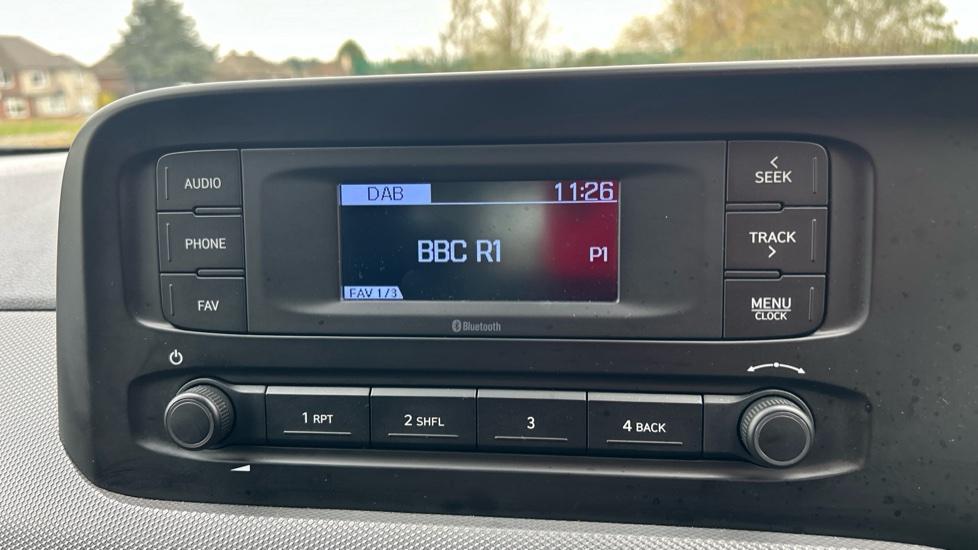 AUDIO
PHONE
FAV
DAB 11:26
BBC R1 P1
FAV 1/3
Bluetooth
< SEEK
TRACK >
MENU
CLOCK
1 RPT
2 SHFL
3
4 BACK